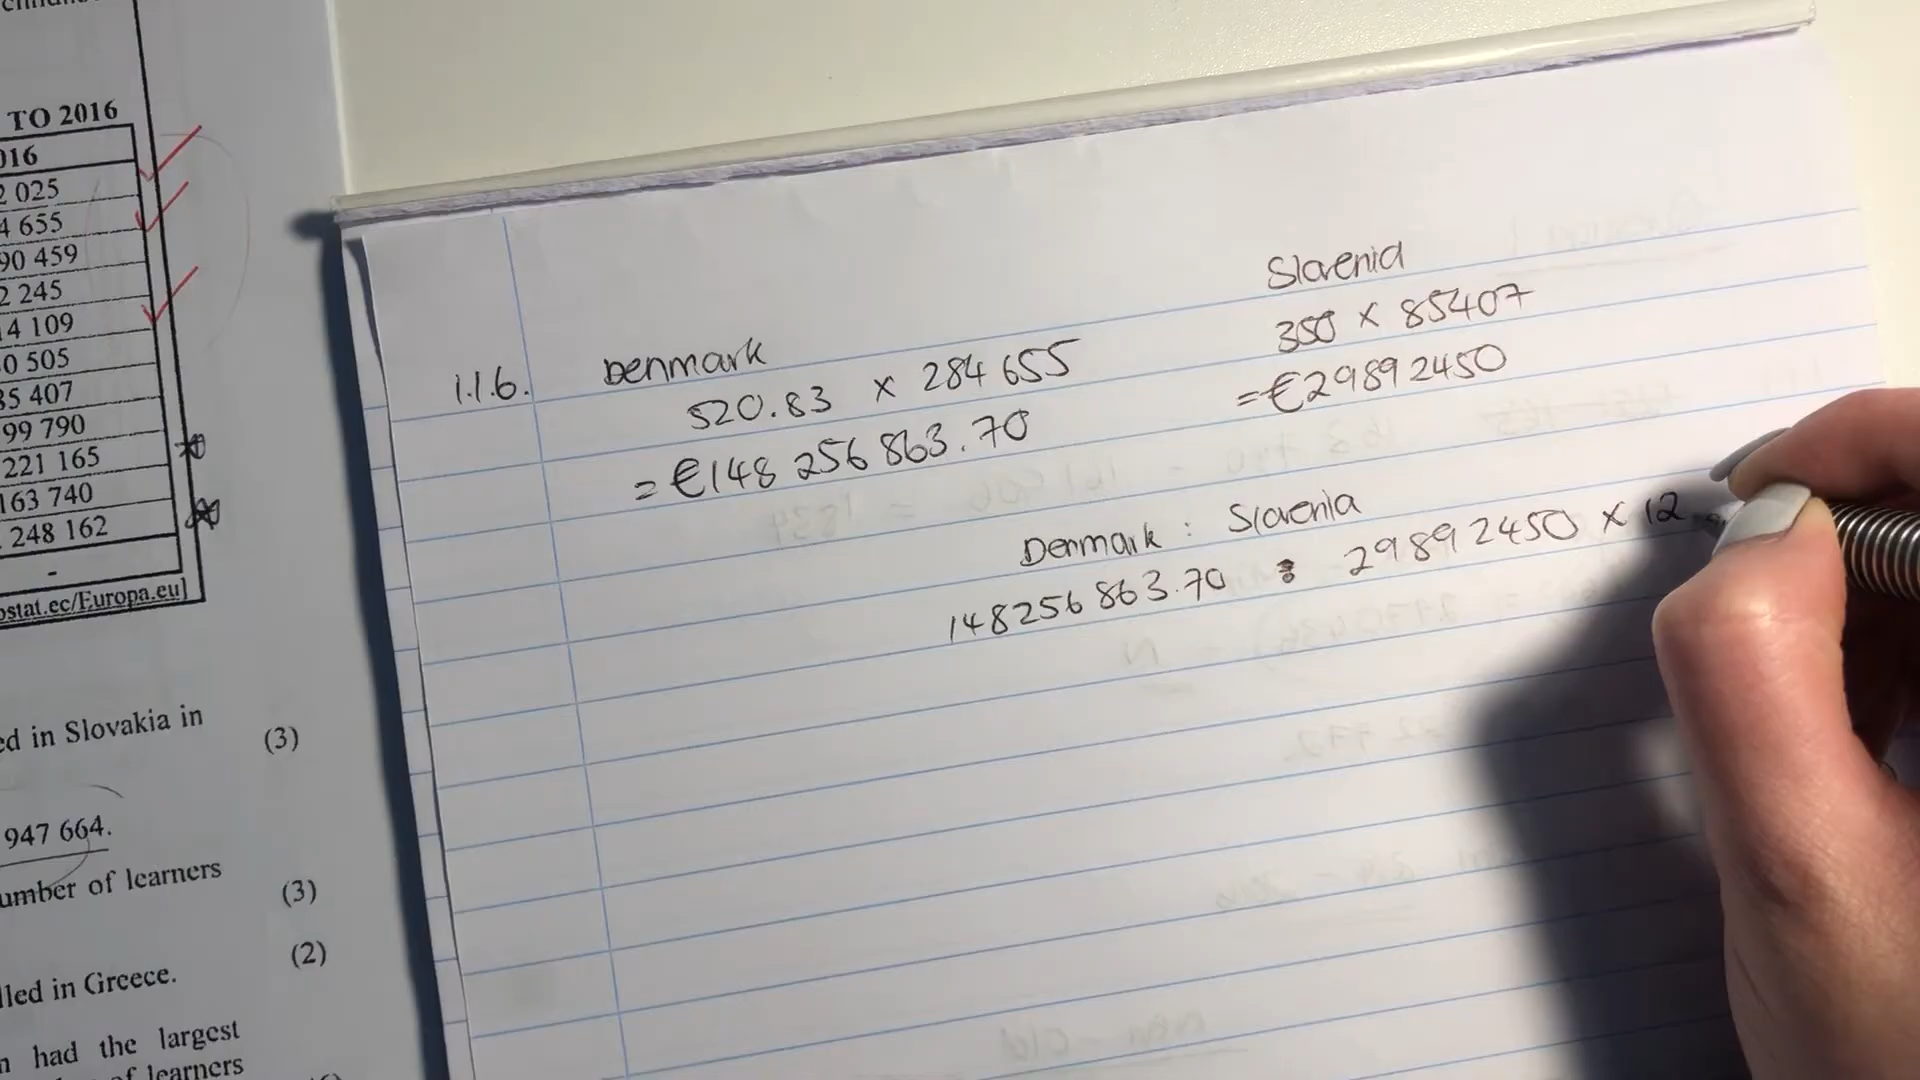 TO 2016
016
2 025
4 655
90 459
2 245
14 109
0 505
85 407
99 790
221 165
163 740
248 162
-
ostat.ec/Europa.eu]
ed in Slovakia in
(3)
947 664.
umber of learners
(3)
(2)
lled in Greece.
had the largest
of learners
1.1.6.
Denmark
520.83 × 284 655
= €148 256 863.70
Slovenia
350 × 85407
= €29892450
Denmark : Slovenia
148256 863.70 : 29892450 × 12